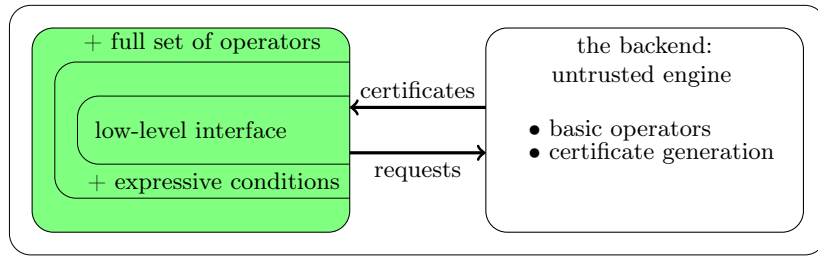 + full set of operators
low-level interface
+ expressive conditions
certificates
requests
the backend:
untrusted engine
• basic operators
• certificate generation